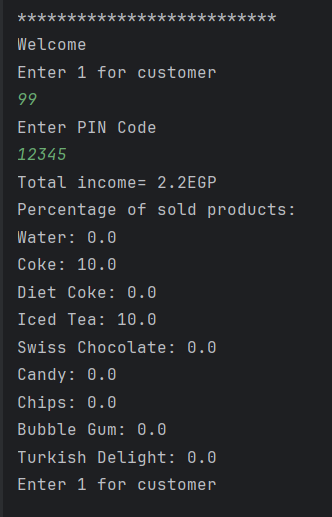 **************************
Welcome
Enter 1 for customer
99
Enter PIN Code
12345
Total income= 2.2EGP
Percentage of sold products:
Water: 0.0
Coke: 10.0
Diet Coke: 0.0
Iced Tea: 10.0
Swiss Chocolate: 0.0
Candy: 0.0
Chips: 0.0
Bubble Gum: 0.0
Turkish Delight: 0.0
Enter 1 for customer